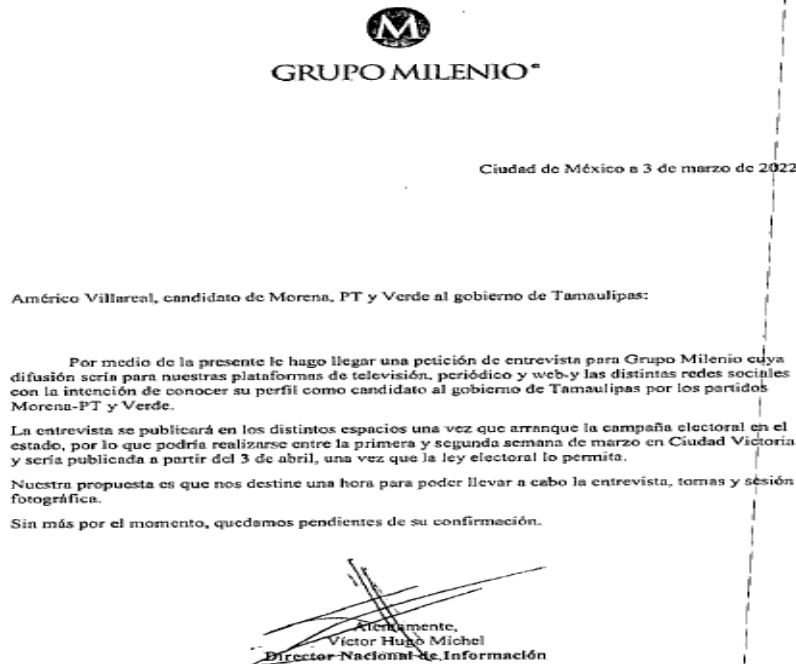 M
GRUPO MILENIO®
Ciudad de México a 3 de marzo de 2022
Américo Villareal, candidato de Morena, PT y Verde al gobierno de Tamaulipas:
Por medio de la presente le hago llegar una petición de entrevista para Grupo Milenio cuya
difusión sería para nuestras plataformas de televisión, periódico y web-y las distintas redes sociales
con la intención de conocer su perfil como candidato al gobierno de Tamaulipas por los partidos
Morena-PT y Verde.
La entrevista se publicará en los distintos espacios una vez que arranque la campaña electoral en el
estado, por lo que podría realizarse entre la primera y segunda semana de marzo en Ciudad Victoria
y sería publicada a partir del 3 de abril, una vez que la ley electoral lo permita.
Nuestra propuesta es que nos destine una hora para poder llevar a cabo la entrevista, tomas y sesión
fotográfica.
Sin más por el momento, quedamos pendientes de su confirmación.
Atentamente,
Víctor Hugo Michel
Director Nacional de Información